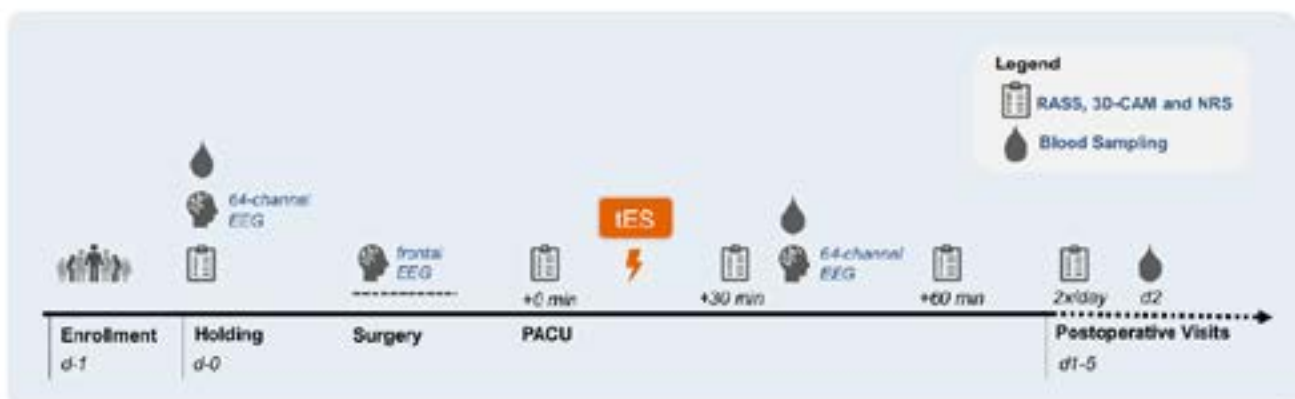 Legend
RASS, 3D-CAM and NRS
Blood Sampling
64-channel
EEG
frontal
EEG
tES
64-channel
EEG
+0 min
+30 min
+60 min
2x/day
d2
Enrollment
d-1
Holding
d-0
Surgery
PACU
Postoperative Visits
d1-5